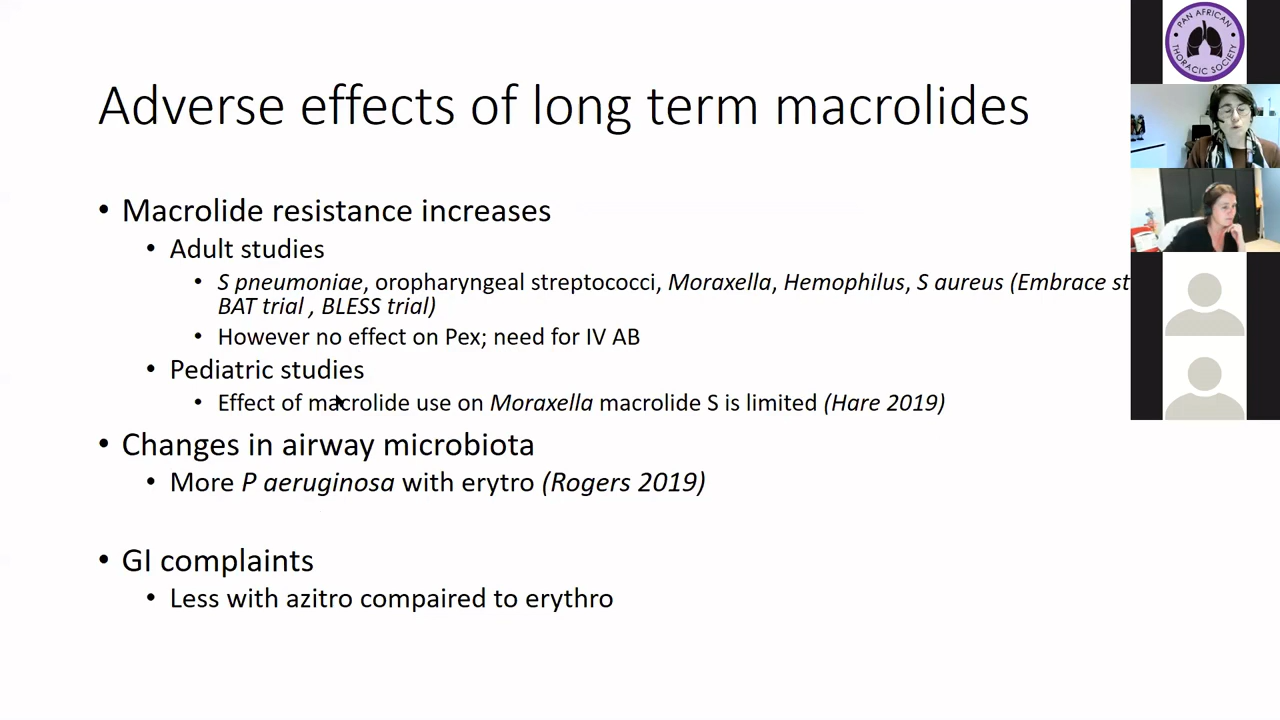 Adverse effects of long term macrolides
• Macrolide resistance increases
• Adult studies
• S pneumoniae, oropharyngeal streptococci, Moraxella, Hemophilus, S aureus (Embrace st
BAT trial , BLESS trial)
• However no effect on Pex; need for IV AB
• Pediatric studies
• Effect of macrolide use on Moraxella macrolide S is limited (Hare 2019)
• Changes in airway microbiota
• More P aeruginosa with erytro (Rogers 2019)
• GI complaints
• Less with azitro compaired to erythro
PAN AFRICAN
THORACIC SOCIETY